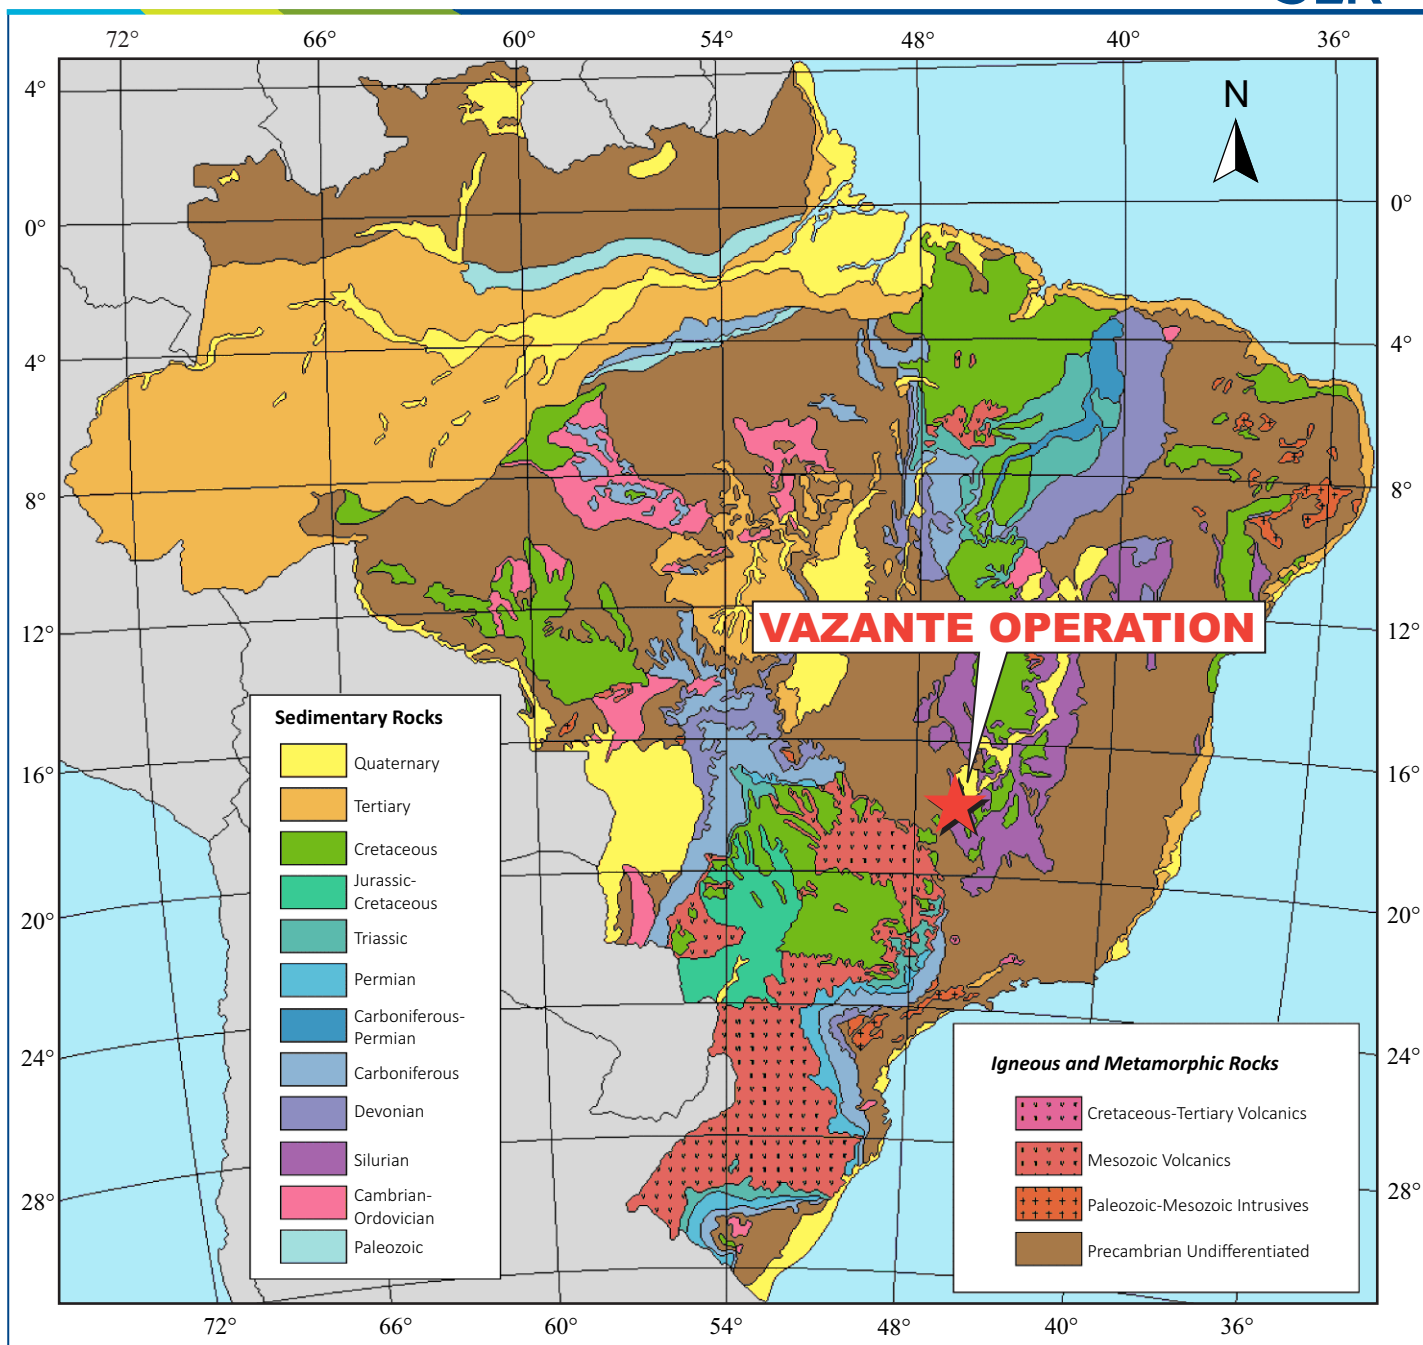 72° 66° 60° 54° 48° 40° 36°
N
4°
0° 0°
4° 4°
8° 8°
VAZANTE OPERATION
12° 12°
16° 16°
20° 20°
24° 24°
28° 28°
Sedimentary Rocks
Quaternary
Tertiary
Cretaceous
Jurassic-
Cretaceous
Triassic
Permian
Carboniferous-
Permian
Carboniferous
Devonian
Silurian
Cambrian-
Ordovician
Paleozoic
Igneous and Metamorphic Rocks
Cretaceous-Tertiary Volcanics
Mesozoic Volcanics
Paleozoic-Mesozoic Intrusives
Precambrian Undifferentiated
72° 66° 60° 54° 48° 40° 36°